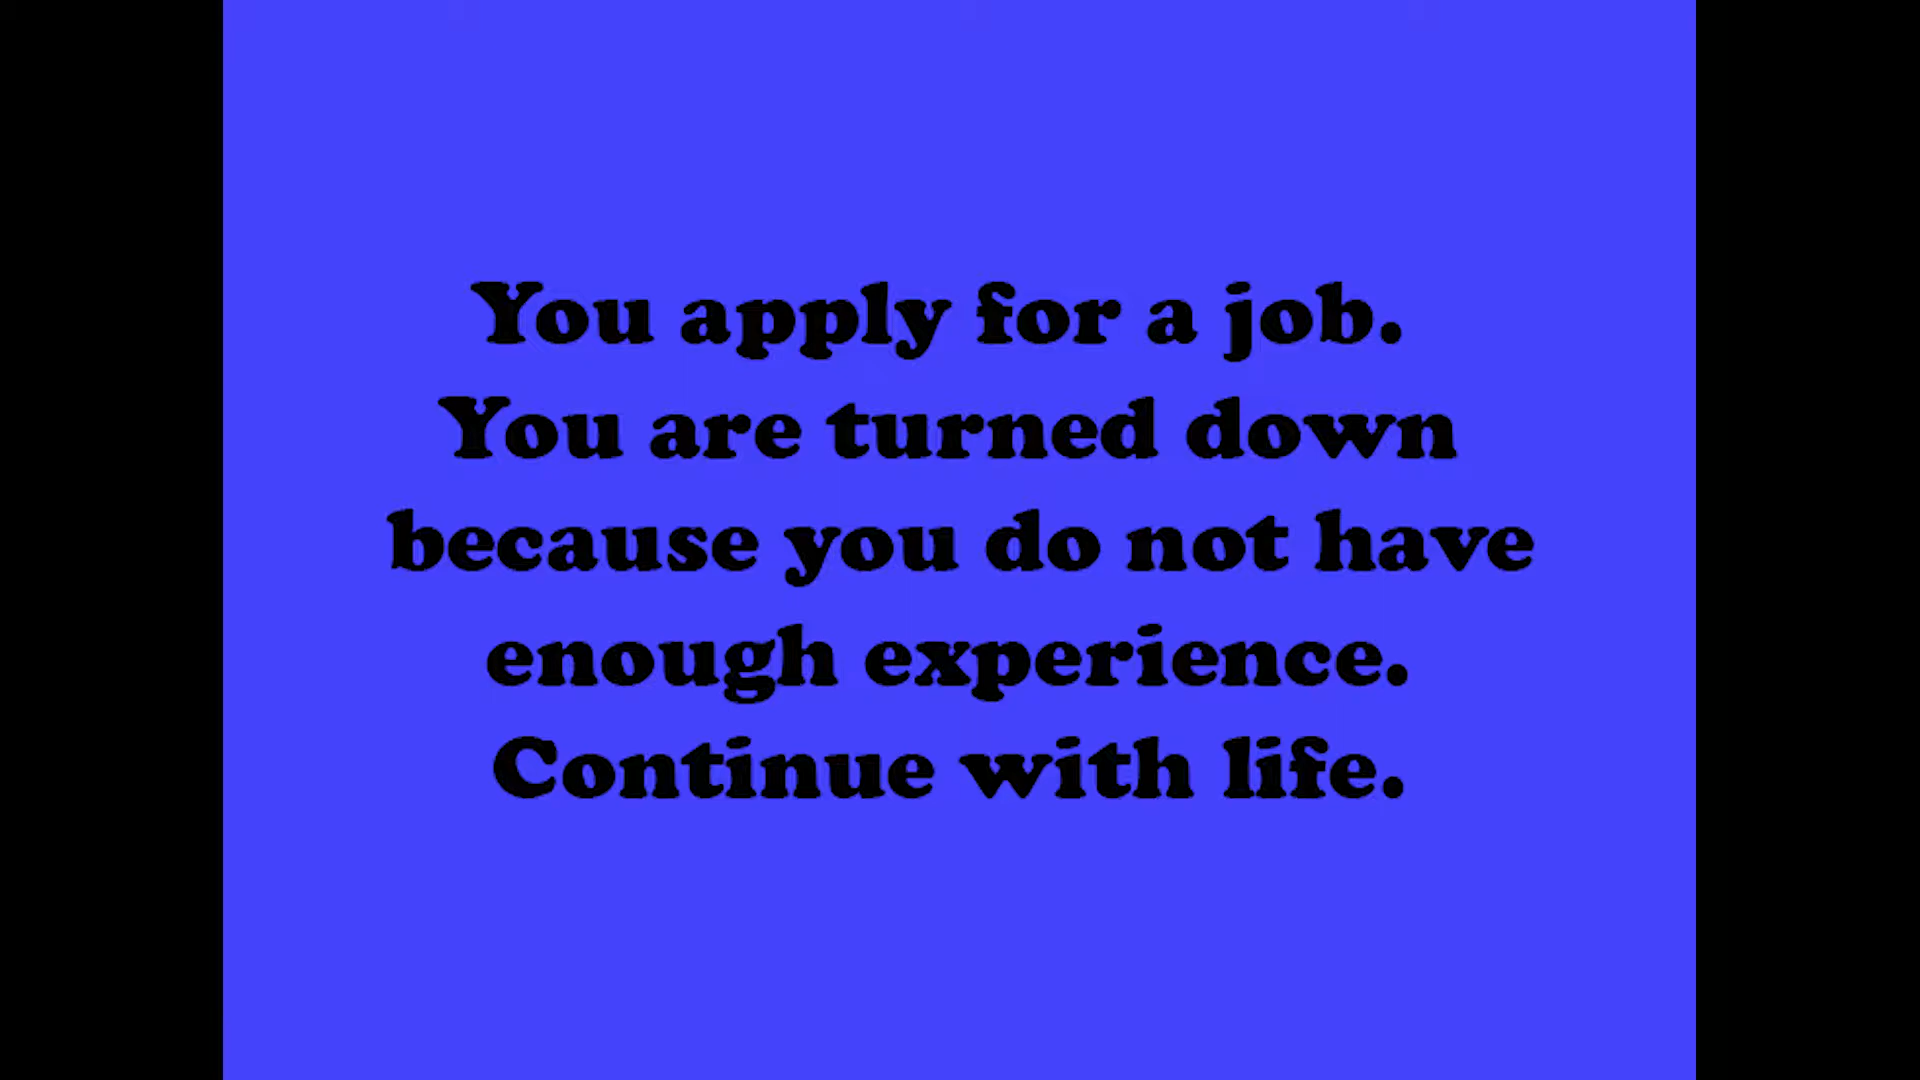 You apply for a job.
You are turned down
because you do not have
enough experience.
Continue with life.